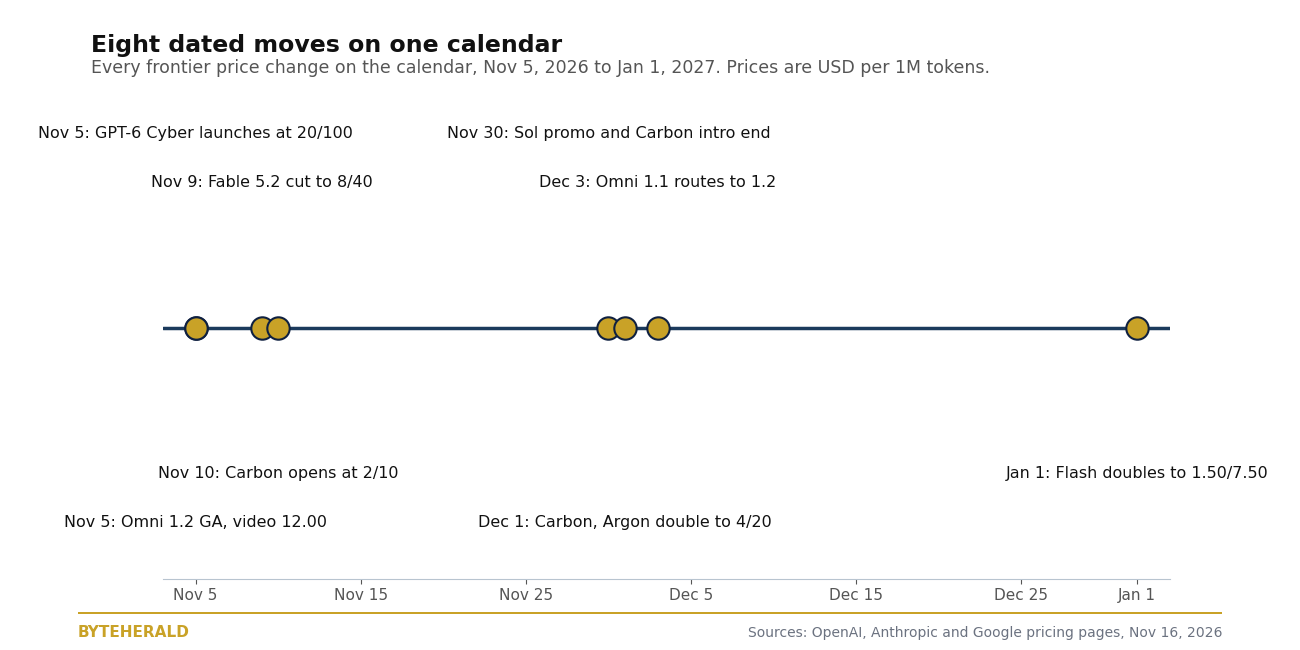 Eight dated moves on one calendar
Every frontier price change on the calendar, Nov 5, 2026 to Jan 1, 2027. Prices are USD per 1M tokens.
Nov 5: GPT-6 Cyber launches at 20/100
Nov 30: Sol promo and Carbon intro end
Nov 9: Fable 5.2 cut to 8/40
Dec 3: Omni 1.1 routes to 1.2
Nov 10: Carbon opens at 2/10
Jan 1: Flash doubles to 1.50/7.50
Nov 5: Omni 1.2 GA, video 12.00
Dec 1: Carbon, Argon double to 4/20
Nov 5
Nov 15
Nov 25
Dec 5
Dec 15
Dec 25
Jan 1
BYTEHERALD
Sources: OpenAI, Anthropic and Google pricing pages, Nov 16, 2026